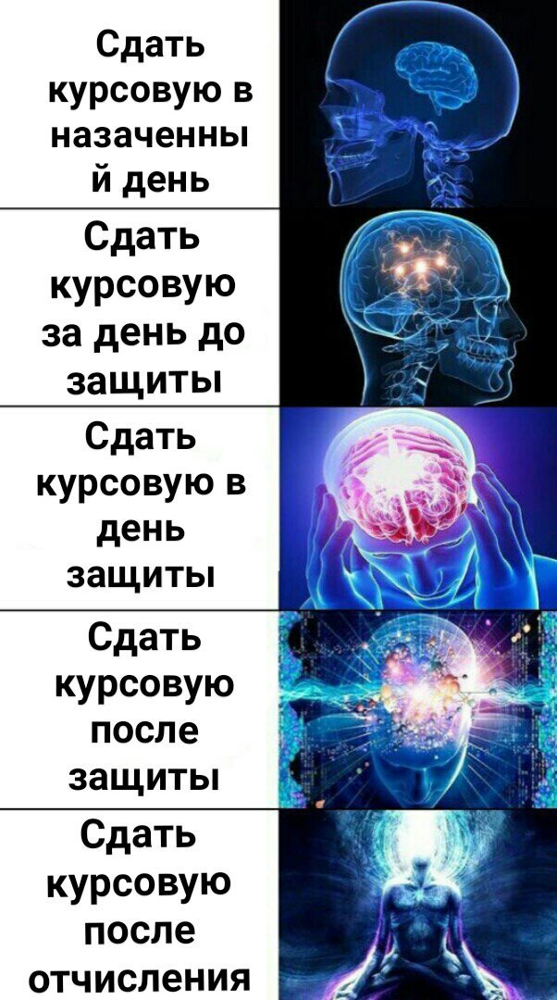 Сдать
курсовую в
назаченны
й день
Сдать
курсовую
за день до
защиты
Сдать
курсовую в
день
защиты
Сдать
курсовую
после
защиты
Сдать
курсовую
после
отчисления